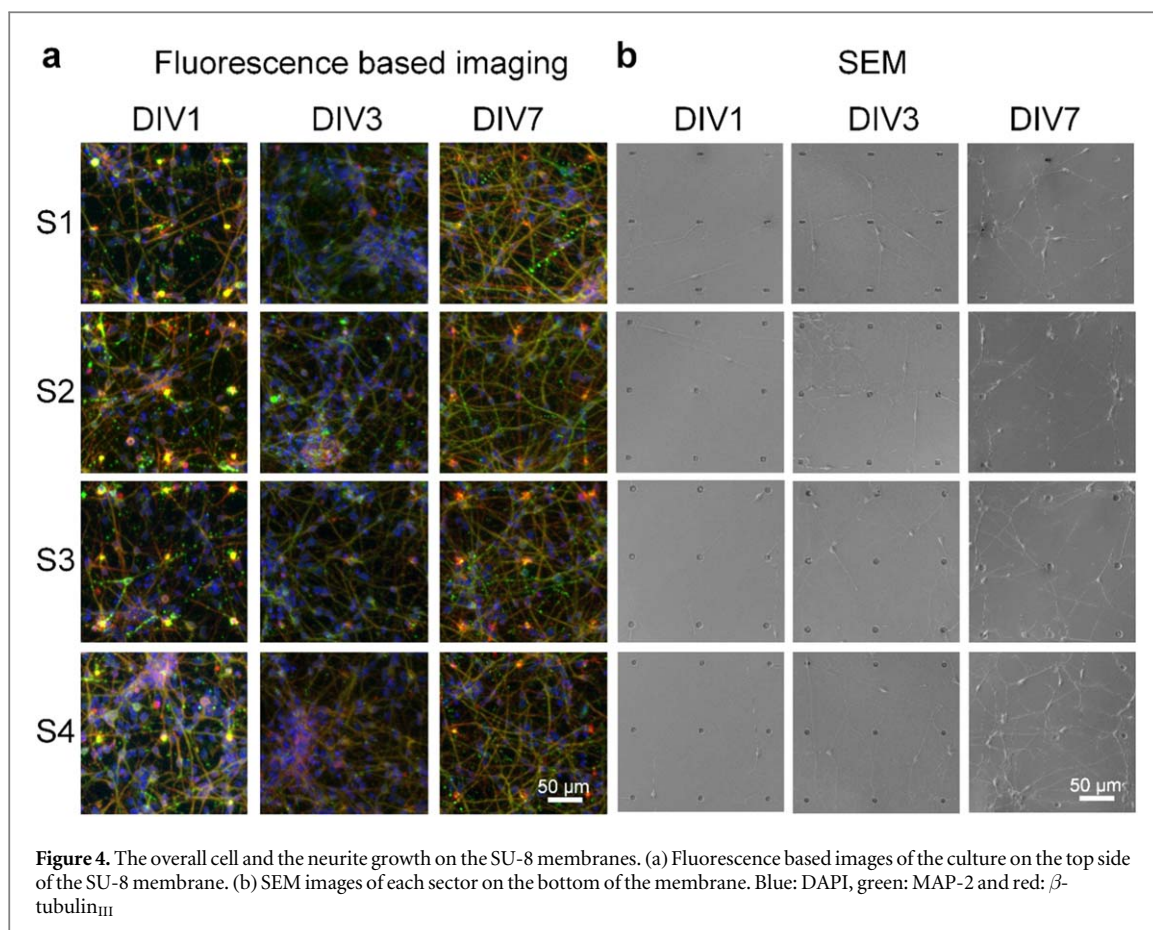 a Fluorescence based imaging b SEM
DIV1 DIV3 DIV7 DIV1 DIV3 DIV7
S1
S2
S3
S4
50 μm 50 μm
Figure 4. The overall cell and the neurite growth on the SU-8 membranes. (a) Fluorescence based images of the culture on the top side
of the SU-8 membrane. (b) SEM images of each sector on the bottom of the membrane. Blue: DAPI, green: MAP-2 and red: β-
tubulinIII